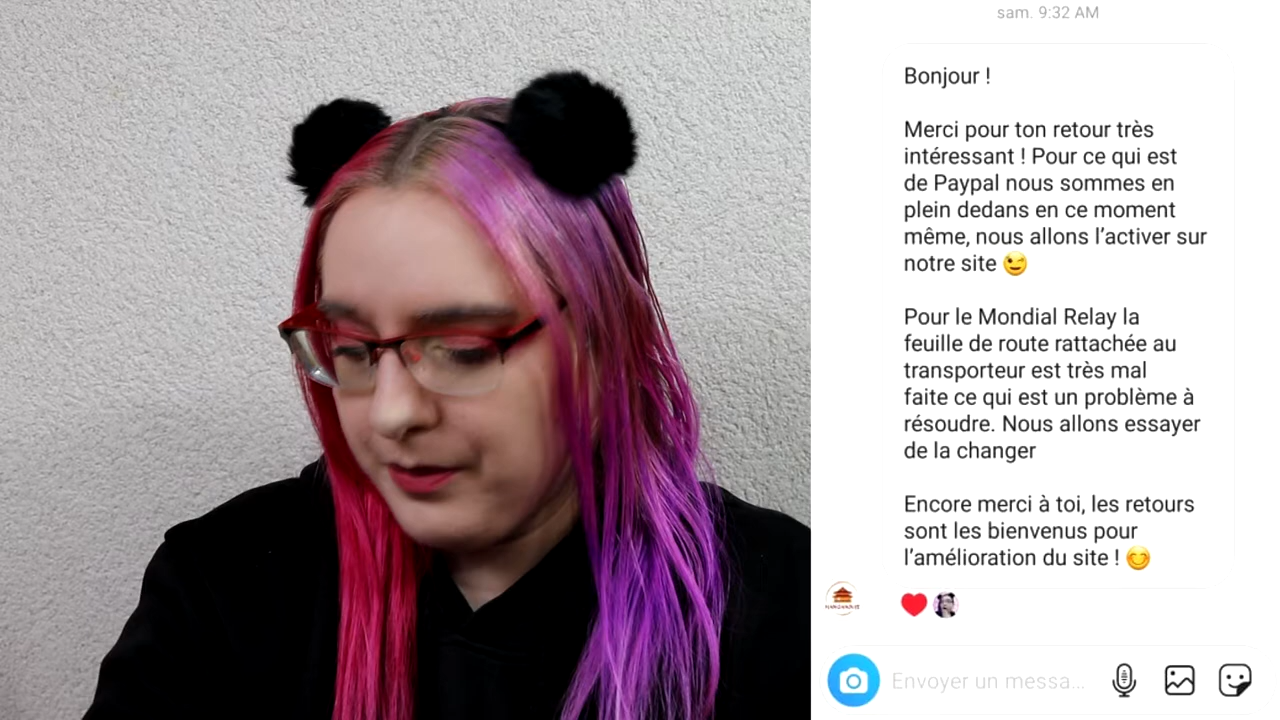 sam. 9:32 AM
Bonjour !
Merci pour ton retour très
intéressant ! Pour ce qui est
de Paypal nous sommes en
plein dedans en ce moment
même, nous allons l’activer sur
notre site 😉
Pour le Mondial Relay la
feuille de route rattachée au
transporteur est très mal
faite ce qui est un problème à
résoudre. Nous allons essayer
de la changer
Encore merci à toi, les retours
sont les bienvenus pour
l’amélioration du site ! 😊
Envoyer un messa...